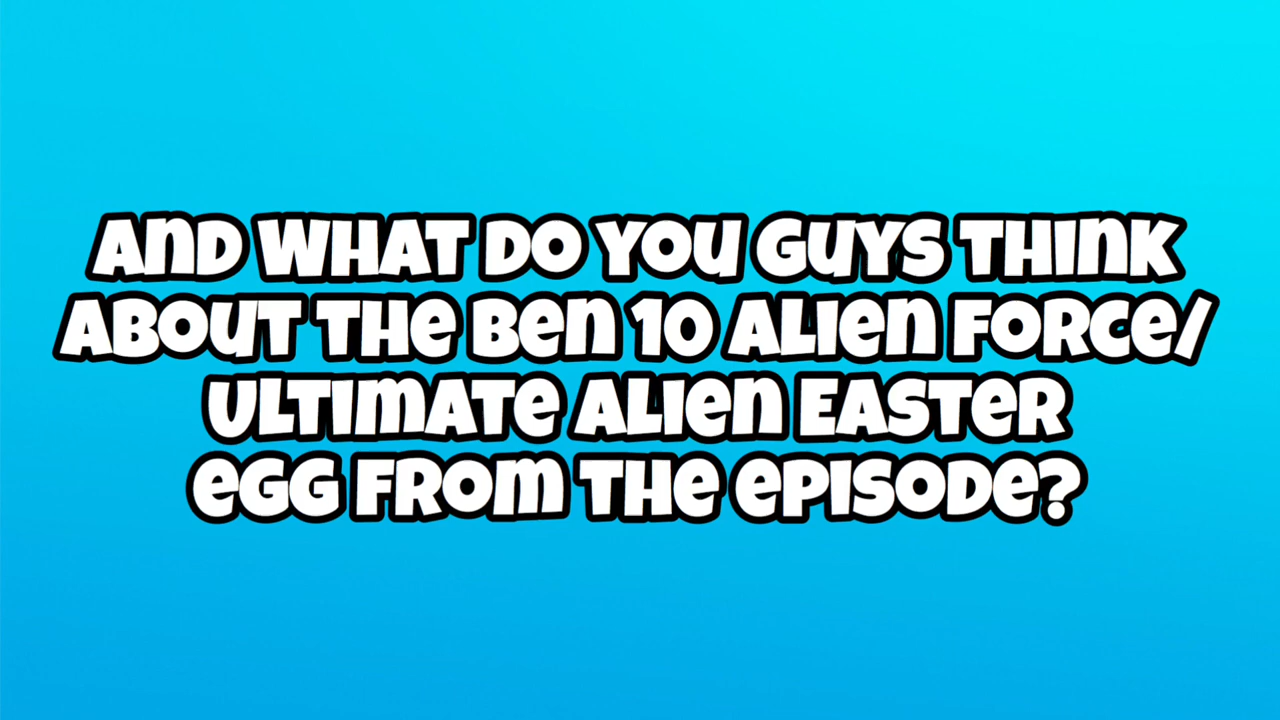 AND WHAT DO YOU GUYS THINK
ABOUT THE BEN 10 ALIEN FORCE/
ULTIMATE ALIEN EASTER
EGG FROM THE EPISODE?